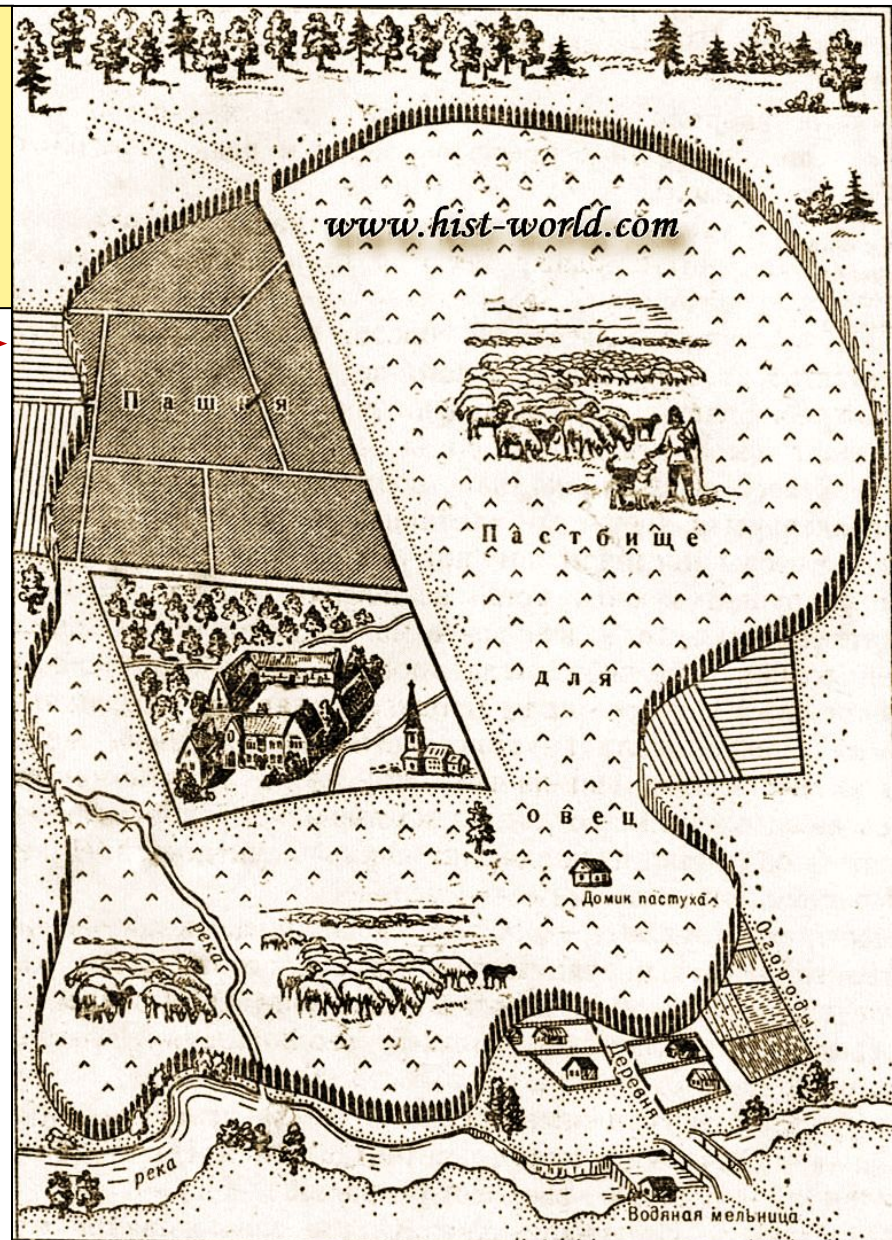 www.hist-world.com
Пашня
Пастбище
для
овец
Домик пастуха
река
Огороды
деревня
река
Водяная мельница